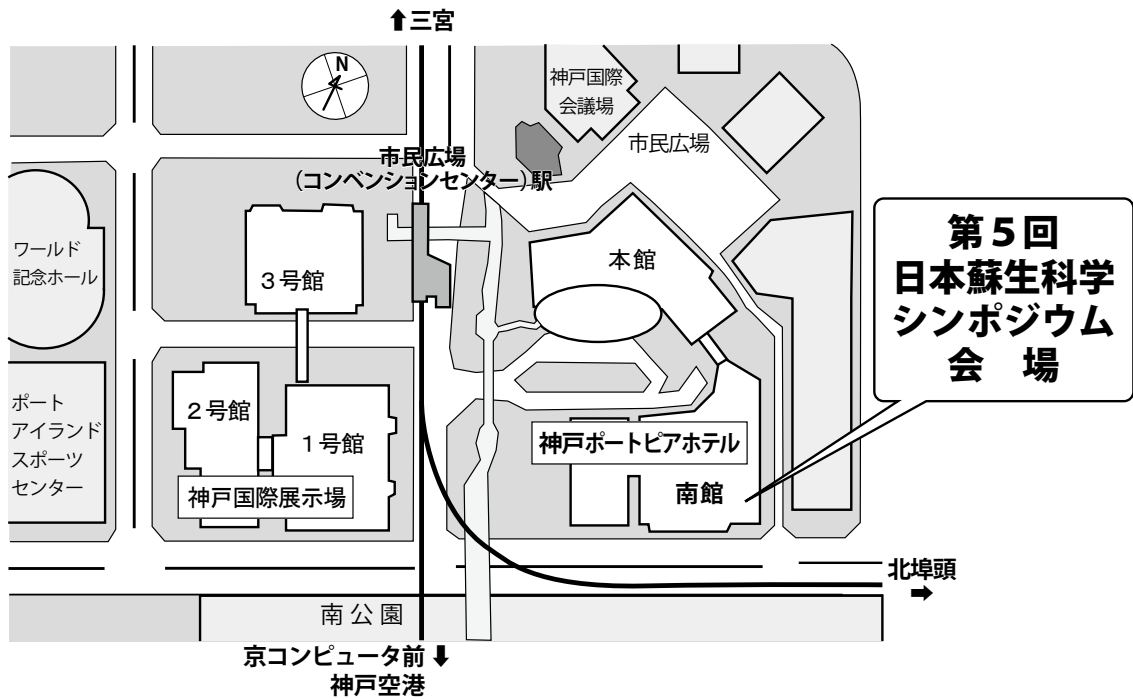 ⬆三宮
N
神戸国際
会議場
市民広場
市民広場
(コンベンションセンター)駅
第5回
日本蘇生科学
シンポジウム
会　場
ワールド
記念ホール
3号館
本館
ポート
アイランド
スポーツ
センター
2号館
1号館
神戸国際展示場
神戸ポートピアホテル
南館
北埠頭
➡
南公園
京コンピュータ前⬇
神戸空港